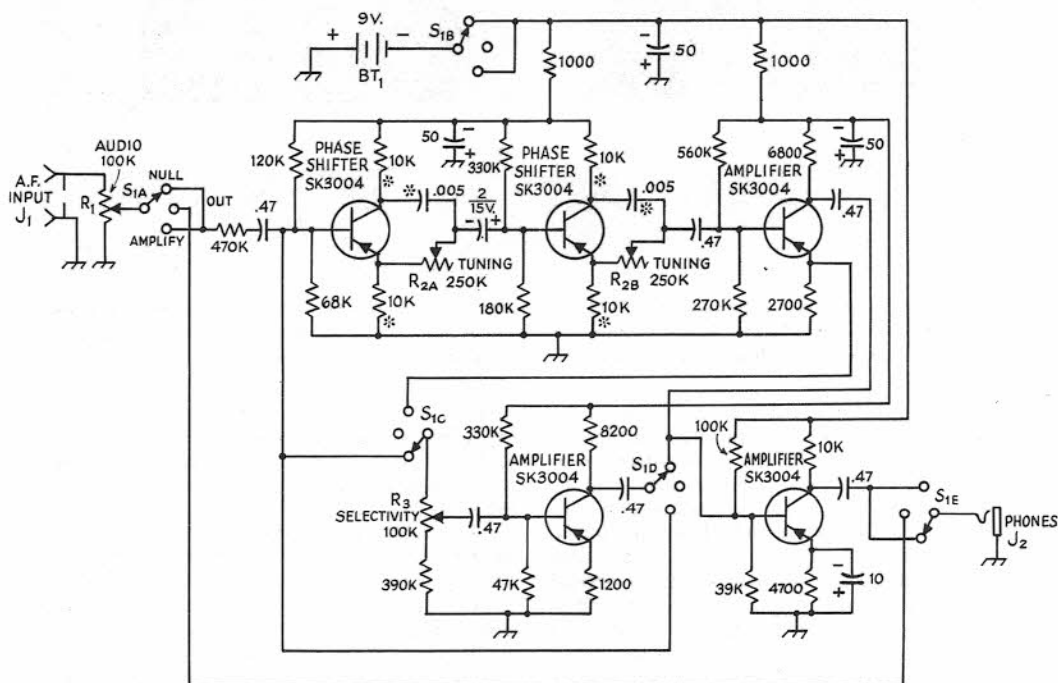 9V.
+
−
BT1
S1B
−
50
+
1000
1000
AUDIO
100K
A.F.
INPUT
J1
R1
S1A
NULL
OUT
AMPLIFY
470K
.47
120K
PHASE
SHIFTER
SK3004
10K
*
50
−
+
330K
* .005
2
15V.
− +
R2A
TUNING
250K
68K
10K
*
180K
PHASE
SHIFTER
SK3004
10K
*
.005
*
R2B
TUNING
250K
10K
*
.47
560K
AMPLIFIER
SK3004
6800
−
50
+
.47
270K
2700
S1C
R3
SELECTIVITY
100K
390K
.47
330K
8200
AMPLIFIER
SK3004
.47
47K
1200
S1D
100K
10K
AMPLIFIER
SK3004
.47
39K
4700
−
10
+
S1E
PHONES
J2